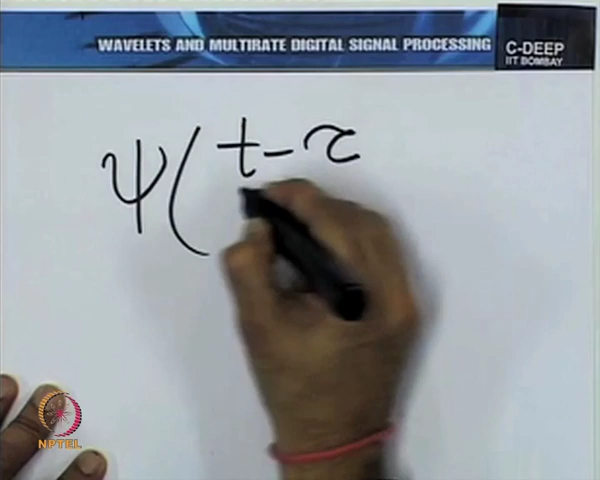 WAVELETS AND MULTIRATE DIGITAL SIGNAL PROCESSING
C-DEEP
IIT BOMBAY
ψ(t-τ
NPTEL